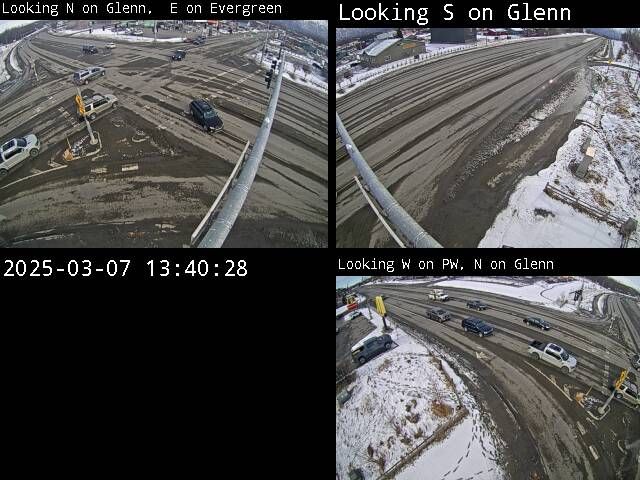 Looking N on Glenn, E on Evergreen
Looking S on Glenn
2025-03-07 13:40:28
Looking W on PW, N on Glenn